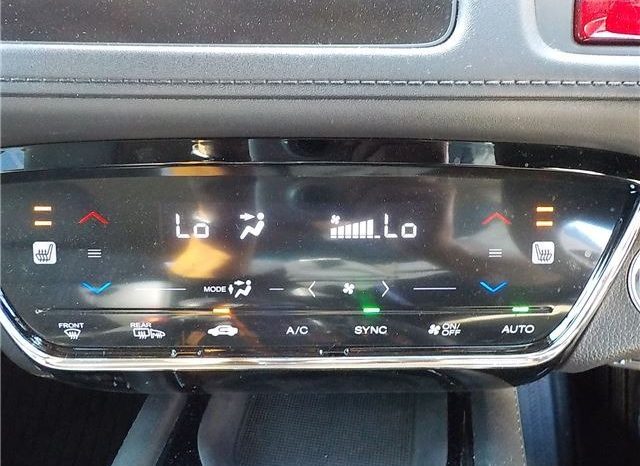 Lo Lo
MODE
FRONT REAR A/C SYNC ON/OFF AUTO